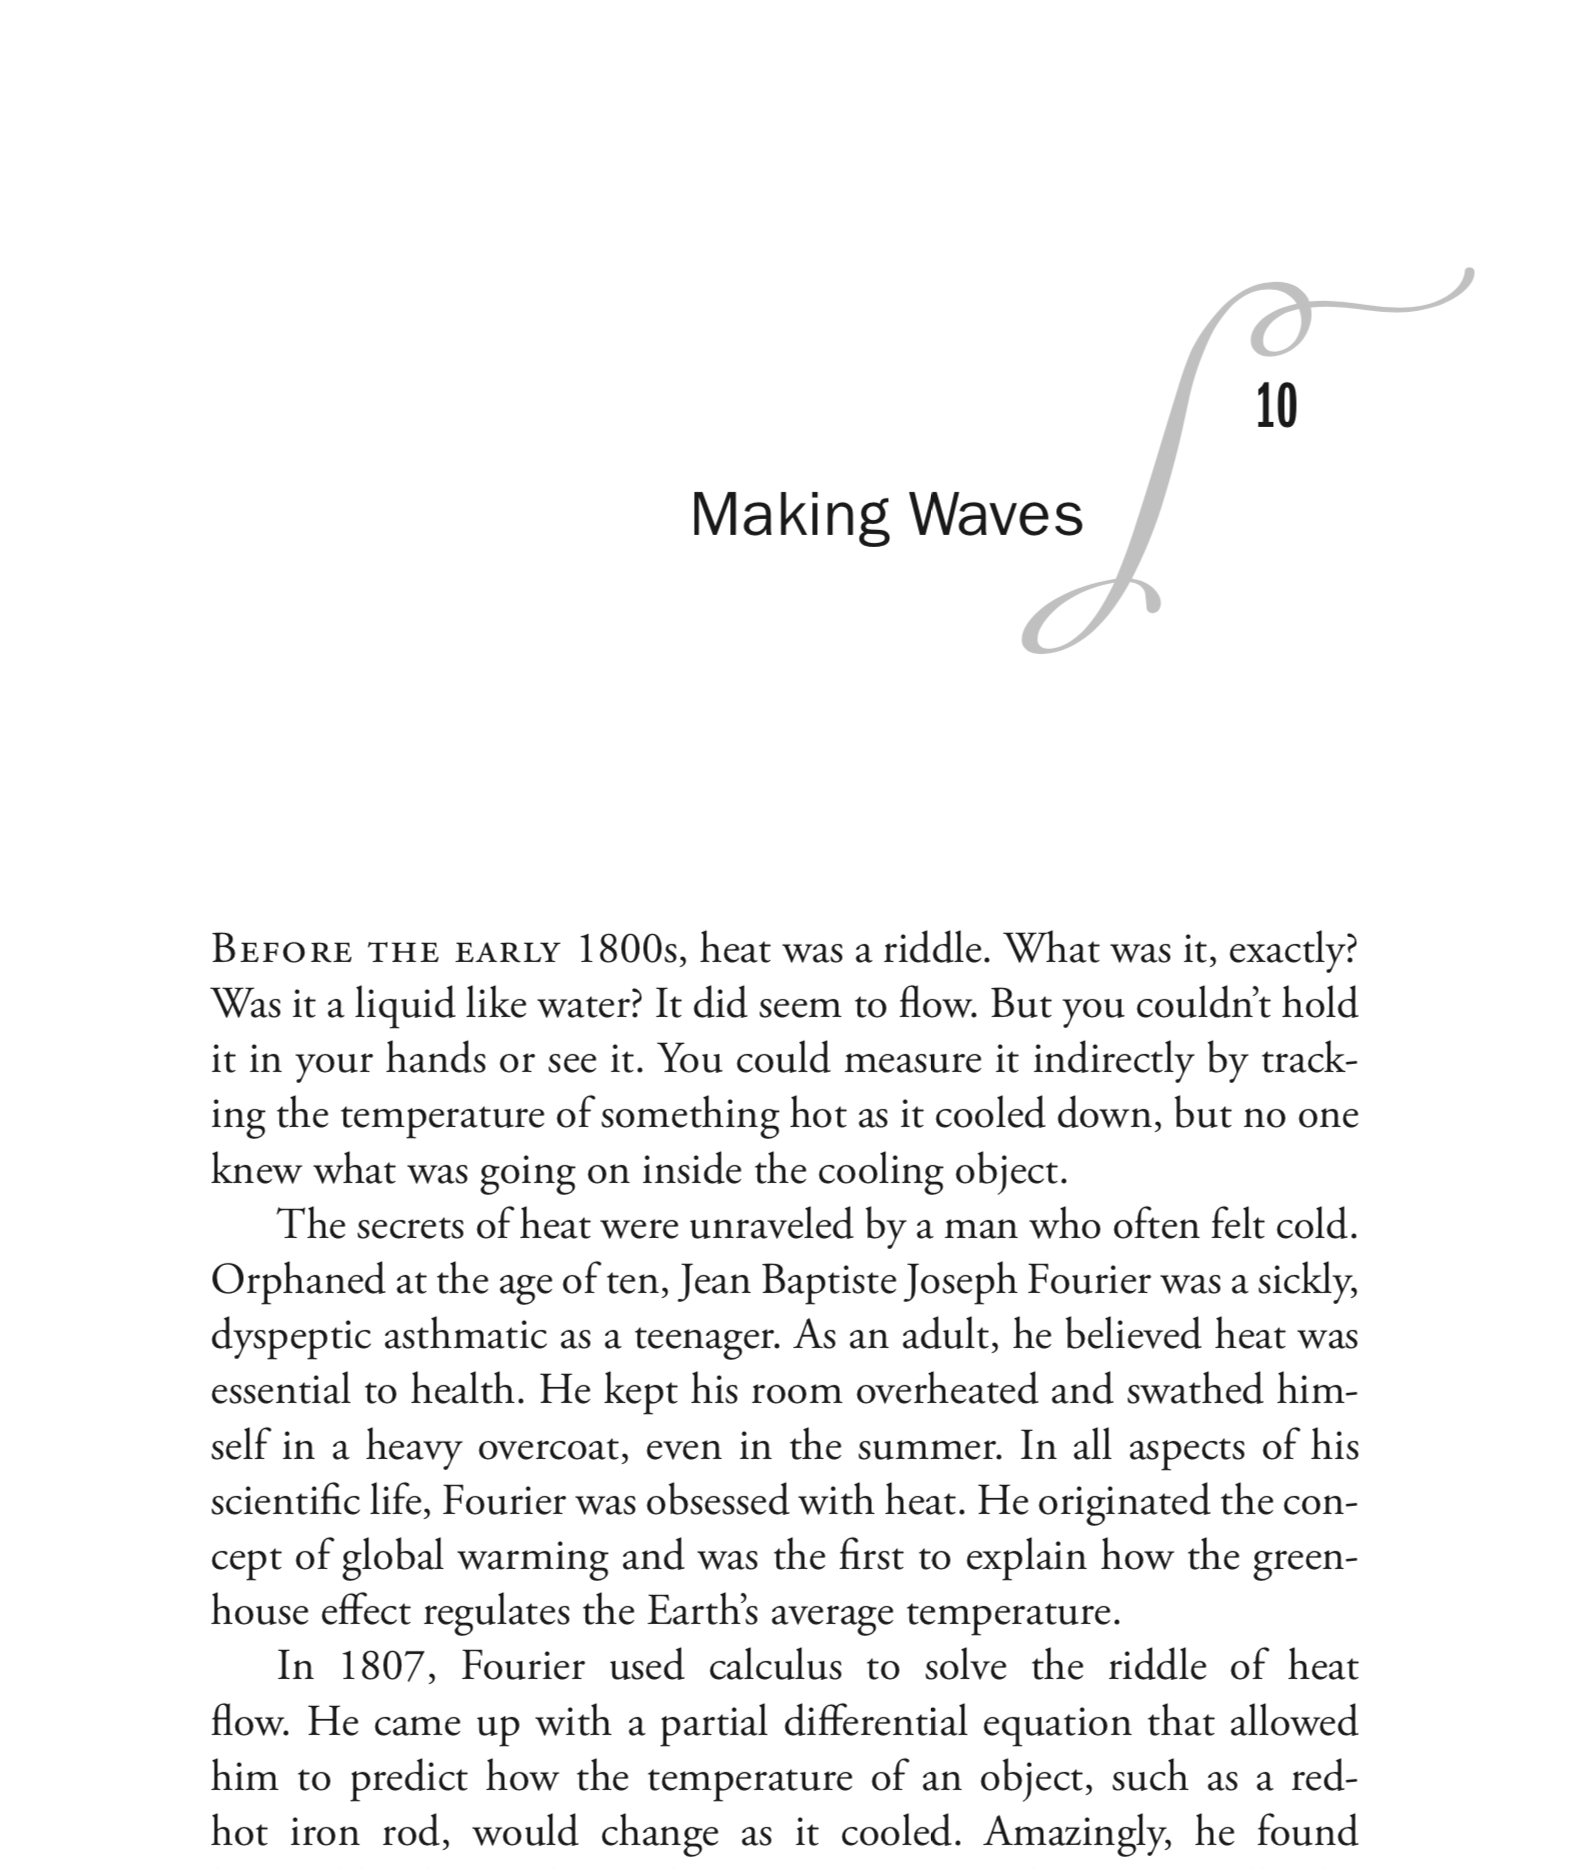 10
Making Waves
Before the early 1800s, heat was a riddle. What was it, exactly?
Was it a liquid like water? It did seem to flow. But you couldn’t hold
it in your hands or see it. You could measure it indirectly by track-
ing the temperature of something hot as it cooled down, but no one
knew what was going on inside the cooling object.
The secrets of heat were unraveled by a man who often felt cold.
Orphaned at the age of ten, Jean Baptiste Joseph Fourier was a sickly,
dyspeptic asthmatic as a teenager. As an adult, he believed heat was
essential to health. He kept his room overheated and swathed him-
self in a heavy overcoat, even in the summer. In all aspects of his
scientific life, Fourier was obsessed with heat. He originated the con-
cept of global warming and was the first to explain how the green-
house effect regulates the Earth’s average temperature.
In 1807, Fourier used calculus to solve the riddle of heat
flow. He came up with a partial differential equation that allowed
him to predict how the temperature of an object, such as a red-
hot iron rod, would change as it cooled. Amazingly, he found